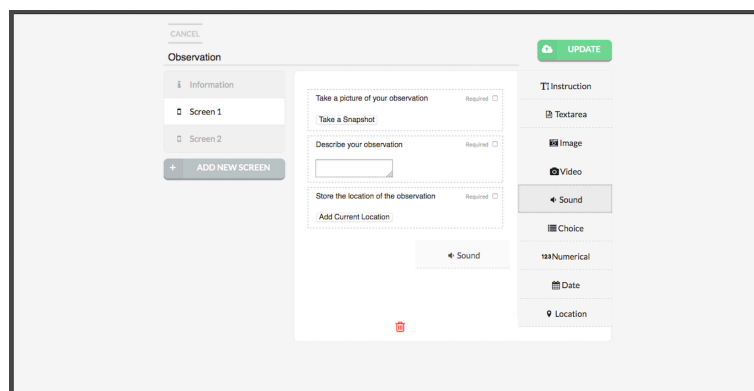 CANCEL
Observation
UPDATE
Information
Screen 1
Screen 2
+ ADD NEW SCREEN
Take a picture of your observation
Required
Take a Snapshot
Describe your observation
Required
Store the location of the observation
Required
Add Current Location
Sound
TI Instruction
Textarea
Image
Video
Sound
Choice
123 Numerical
Date
Location